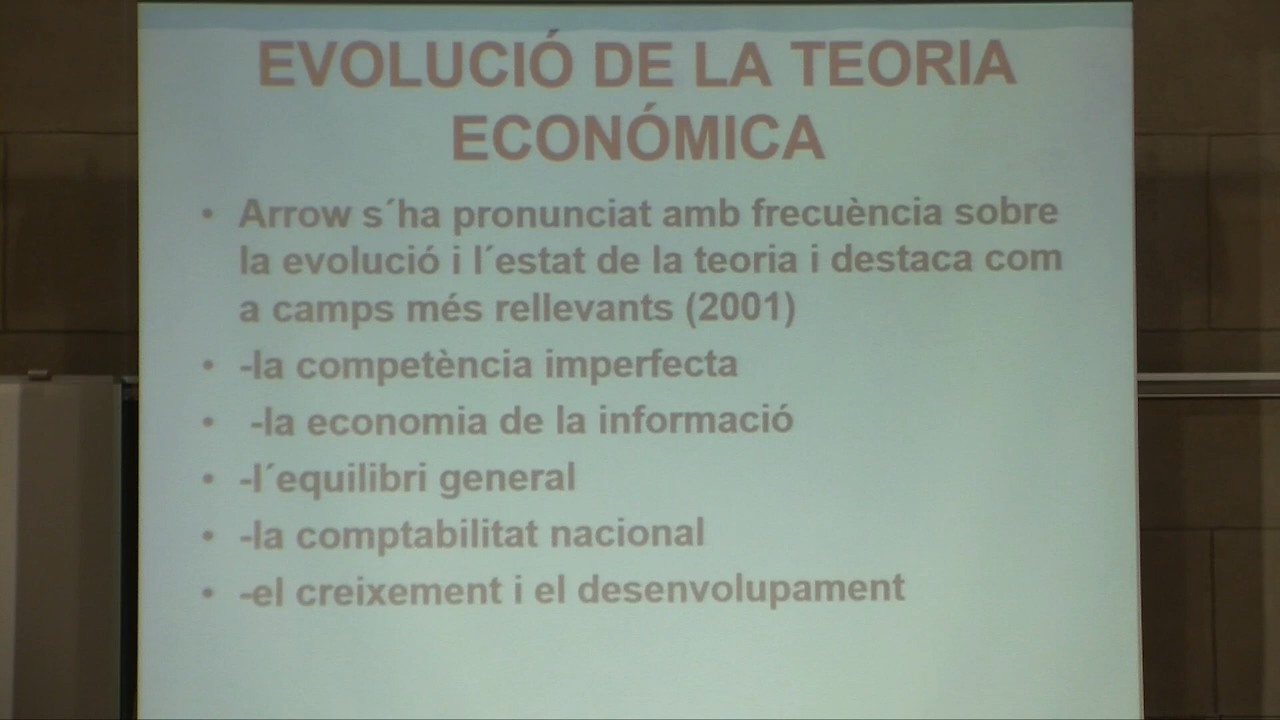 EVOLUCIÓ DE LA TEORIA
ECONÓMICA
• Arrow s´ha pronunciat amb frecuència sobre
la evolució i l´estat de la teoria i destaca com
a camps més rellevants (2001)
• -la competència imperfecta
• -la economia de la informació
• -l´equilibri general
• -la comptabilitat nacional
• -el creixement i el desenvolupament